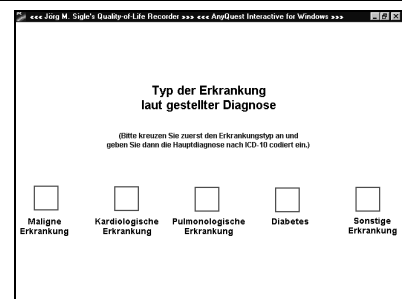 ««« Jörg M. Sigle's Quality-of-Life Recorder »»» ««« AnyQuest Interactive for Windows »»»
Typ der Erkrankung
laut gestellter Diagnose
(Bitte kreuzen Sie zuerst den Erkrankungstyp an und
geben Sie dann die Hauptdiagnose nach ICD-10 codiert ein.)
Maligne
Erkrankung
Kardiologische
Erkrankung
Pulmonologische
Erkrankung
Diabetes
Sonstige
Erkrankung